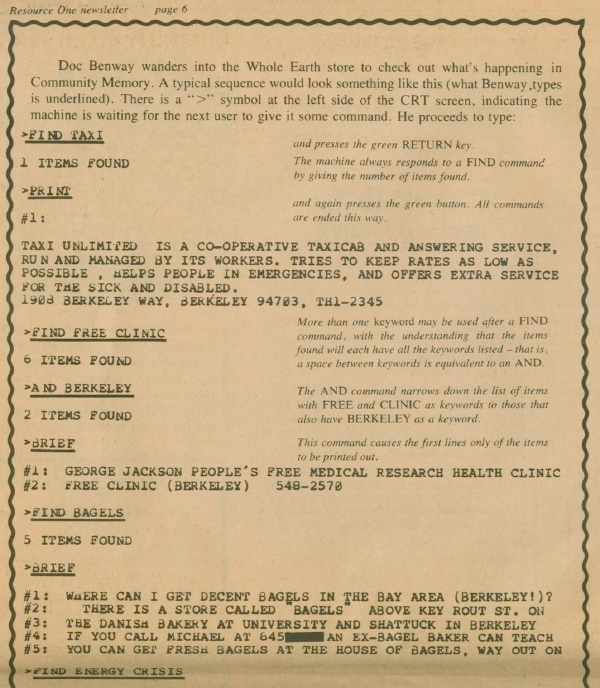 Resource One newsletter page 6
Doc Benway wanders into the Whole Earth store to check out what's happening in
Community Memory. A typical sequence would look something like this (what Benway types
is underlined). There is a ">" symbol at the left side of the CRT screen, indicating the
machine is waiting for the next user to give it some command. He proceeds to type:
>FIND TAXI
and presses the green RETURN key.
1 ITEMS FOUND
The machine always responds to a FIND command
by giving the number of items found.
>PRINT
and again presses the green button. All commands
are ended this way.
#1:
TAXI UNLIMITED IS A CO-OPERATIVE TAXICAB AND ANSWERING SERVICE,
RUN AND MANAGED BY ITS WORKERS. TRIES TO KEEP RATES AS LOW AS
POSSIBLE , HELPS PEOPLE IN EMERGENCIES, AND OFFERS EXTRA SERVICE
FOR THE SICK AND DISABLED.
1908 BERKELEY WAY, BERKELEY 94703, TH1-2345
>FIND FREE CLINIC
More than one keyword may be used after a FIND
command, with the understanding that the items
found will each have all the keywords listed – that is,
a space between keywords is equivalent to an AND.
6 ITEMS FOUND
>AND BERKELEY
The AND command narrows down the list of items
with FREE and CLINIC as keywords to those that
also have BERKELEY as a keyword.
2 ITEMS FOUND
>BRIEF
This command causes the first lines only of the items
to be printed out.
#1: GEORGE JACKSON PEOPLE'S FREE MEDICAL RESEARCH HEALTH CLINIC
#2: FREE CLINIC (BERKELEY) 548-2570
>FIND BAGELS
5 ITEMS FOUND
>BRIEF
#1: WHERE CAN I GET DECENT BAGELS IN THE BAY AREA (BERKELEY!)?
#2: THERE IS A STORE CALLED "BAGELS" ABOVE KEY ROUT ST. ON
#3: THE DANISH BAKERY AT UNIVERSITY AND SHATTUCK IN BERKELEY
#4: IF YOU CALL MICHAEL AT 645 AN EX-BAGEL BAKER CAN TEACH
#5: YOU CAN GET FRESH BAGELS AT THE HOUSE OF BAGELS, WAY OUT ON
>FIND ENERGY CRISIS